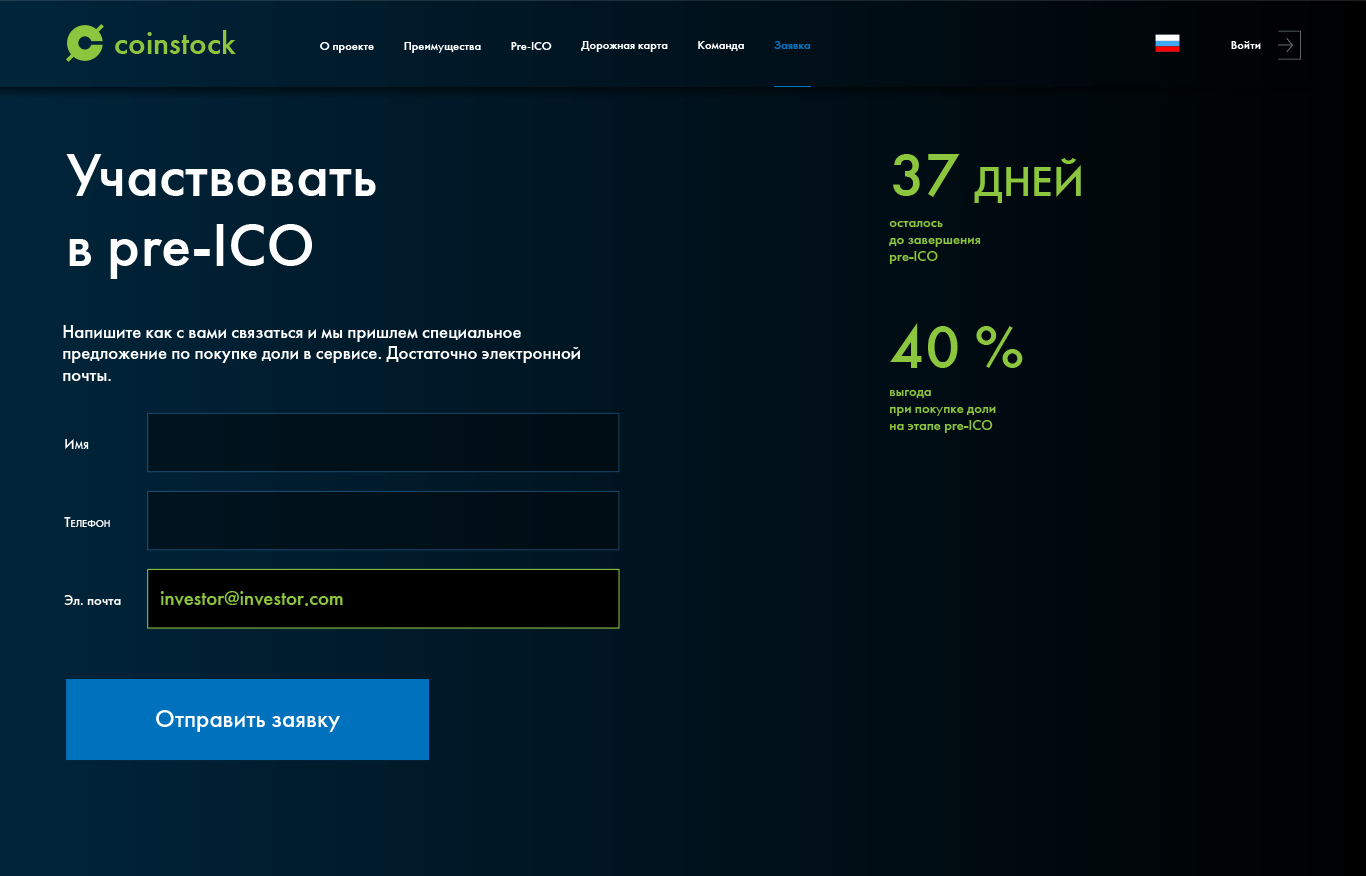 coinstock
О проекте
Преимущества
Pre-ICO
Дорожная карта
Команда
Заявка
Войти
Участвовать
в pre-ICO
37 ДНЕЙ
осталось
до завершения
pre-ICO
Напишите как с вами связаться и мы пришлем специальное
предложение по покупке доли в сервисе. Достаточно электронной
почты.
40 %
выгода
при покупке доли
на этапе pre-ICO
Имя
Телефон
Эл. почта
investor@investor.com
Отправить заявку